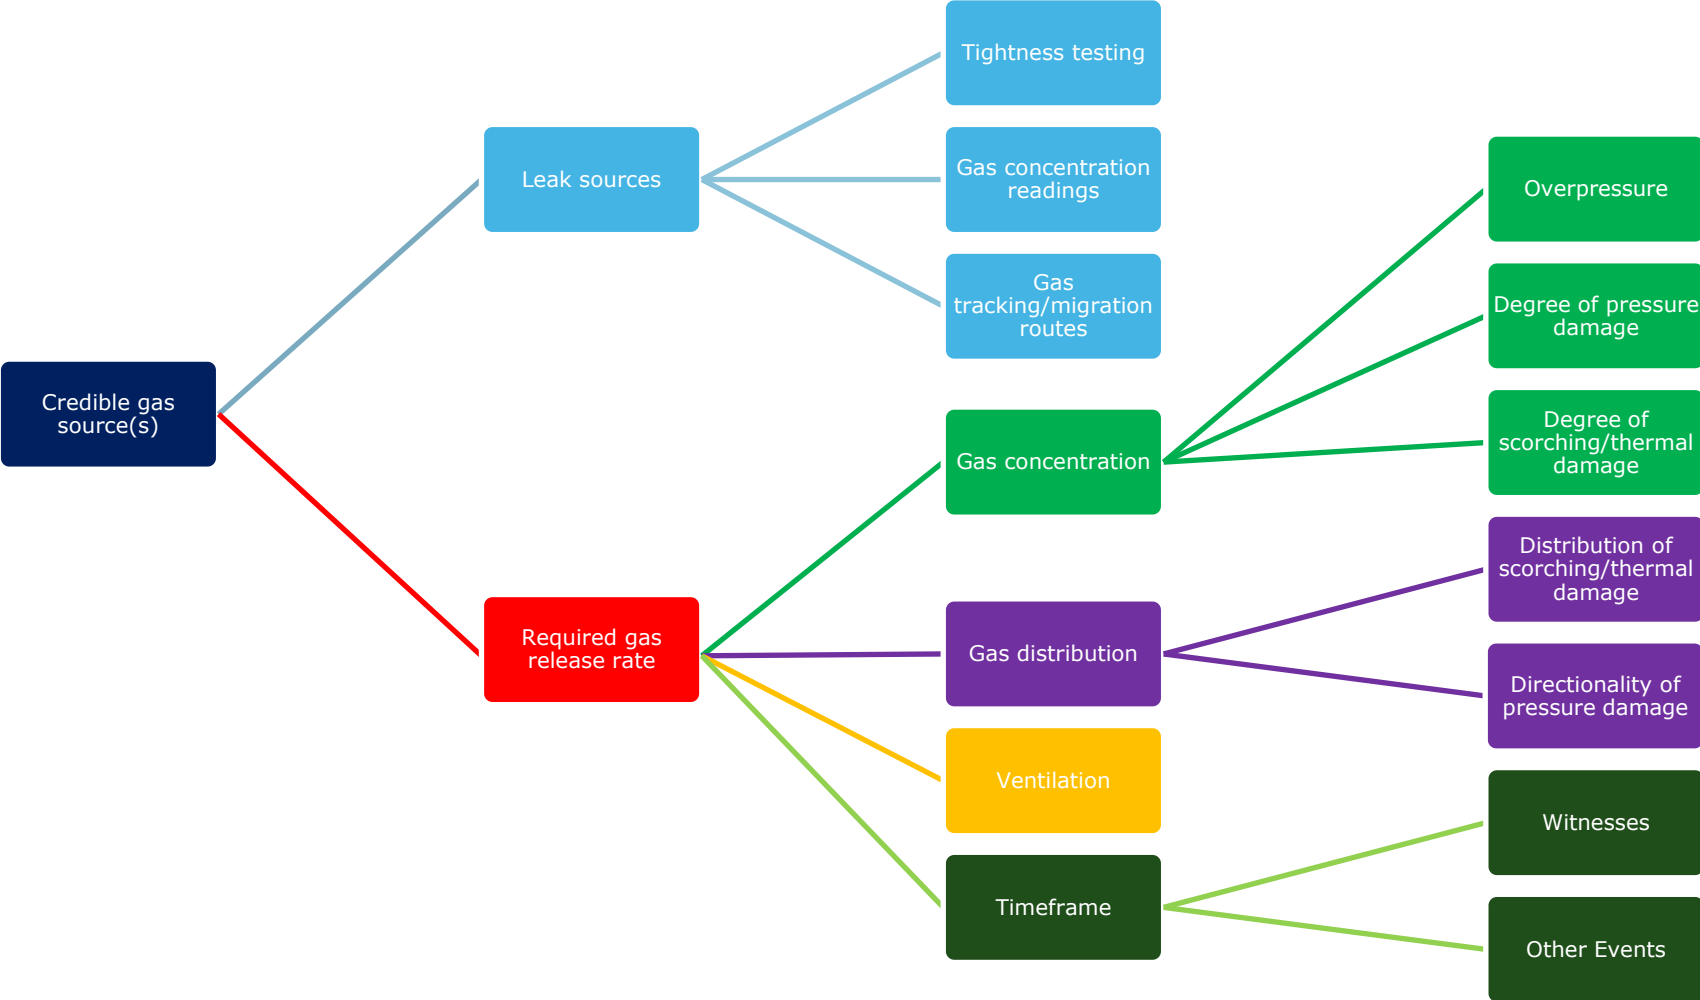 Credible gas
source(s)
Leak sources
Required gas
release rate
Tightness testing
Gas concentration
readings
Gas
tracking/migration
routes
Gas concentration
Gas distribution
Ventilation
Timeframe
Overpressure
Degree of pressure
damage
Degree of
scorching/thermal
damage
Distribution of
scorching/thermal
damage
Directionality of
pressure damage
Witnesses
Other Events